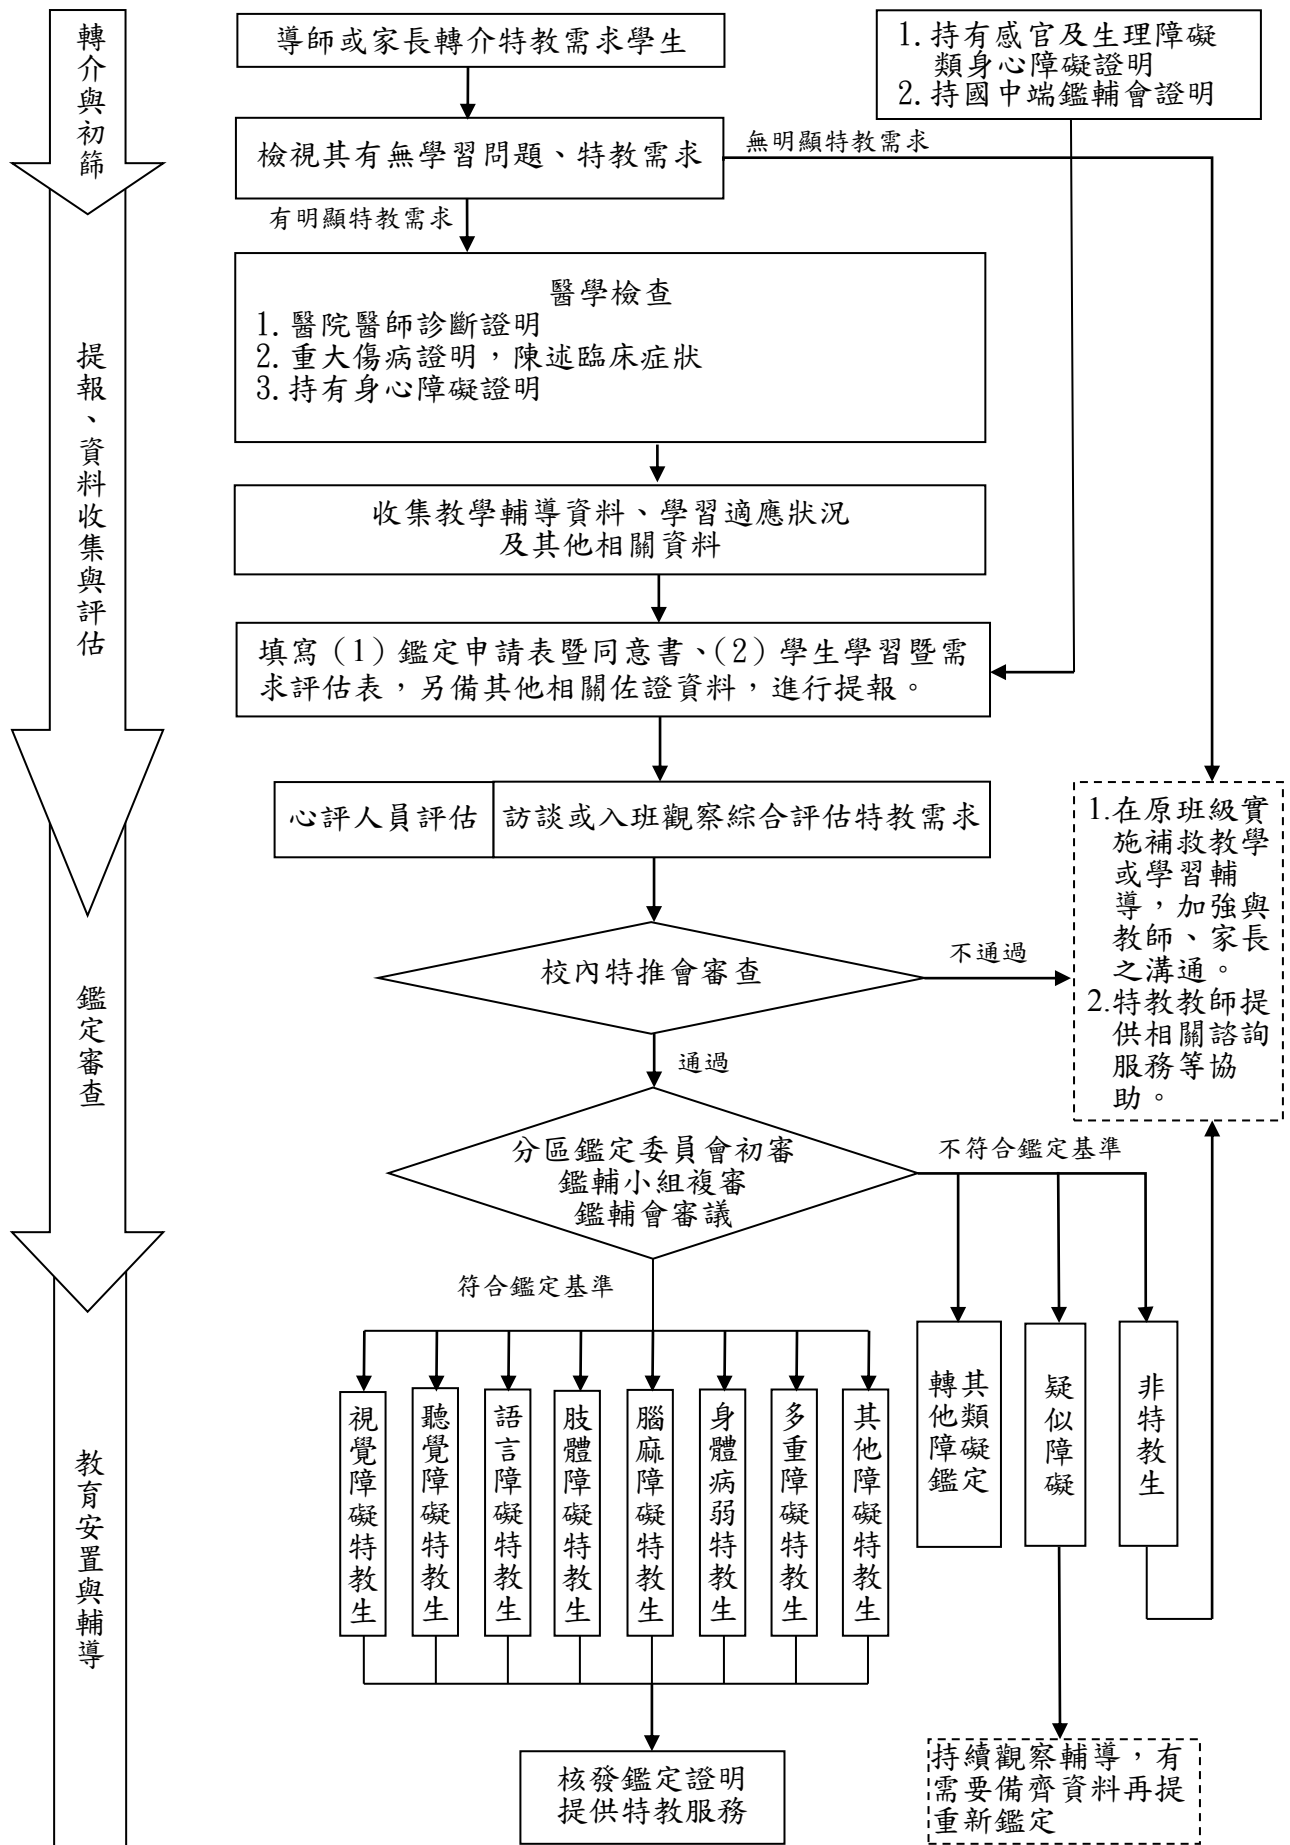 轉介與初篩
導師或家長轉介特教需求學生
1. 持有感官及生理障礙
類身心障礙證明
2. 持國中端鑑輔會證明
檢視其有無學習問題、特教需求
無明顯特教需求
有明顯特教需求
提報、資料收集與評估
醫學檢查
1. 醫院醫師診斷證明
2. 重大傷病證明，陳述臨床症狀
3. 持有身心障礙證明
收集教學輔導資料、學習適應狀況
及其他相關資料
填寫（1）鑑定申請表暨同意書、(2）學生學習暨需
求評估表，另備其他相關佐證資料，進行提報。
心評人員評估
訪談或入班觀察綜合評估特教需求
1.在原班級實
施補救教學
或學習輔
導，加強與
教師、家長
之溝通。
2.特教教師提
供相關諮詢
服務等協
助。
鑑定審查
校內特推會審查
不通過
通過
分區鑑定委員會初審
鑑輔小組複審
鑑輔會審議
不符合鑑定基準
符合鑑定基準
教育安置與輔導
視覺障礙特教生
聽覺障礙特教生
語言障礙特教生
肢體障礙特教生
腦麻障礙特教生
身體病弱特教生
多重障礙特教生
其他障礙特教生
轉其
他類
障礙
鑑定
疑似障礙
非特教生
核發鑑定證明
提供特教服務
持續觀察輔導，有
需要備齊資料再提
重新鑑定